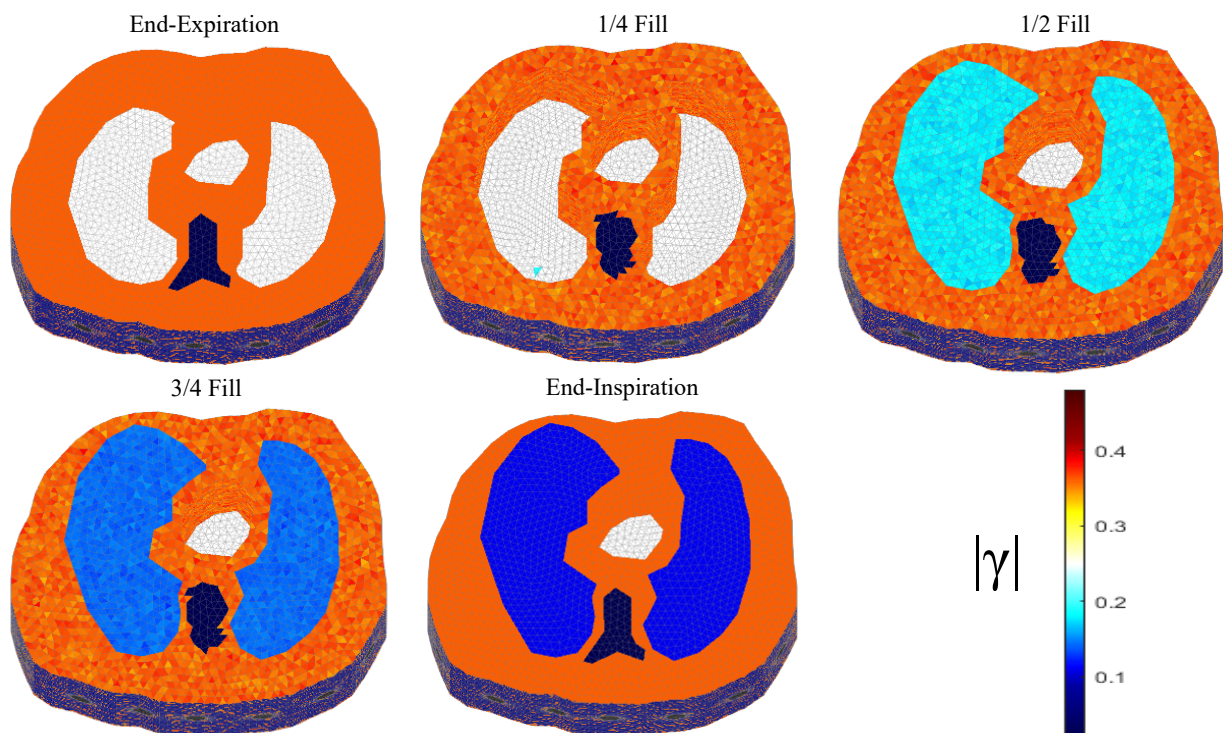 End-Expiration
1/4 Fill
1/2 Fill
3/4 Fill
End-Inspiration
|γ|
0.4
0.3
0.2
0.1